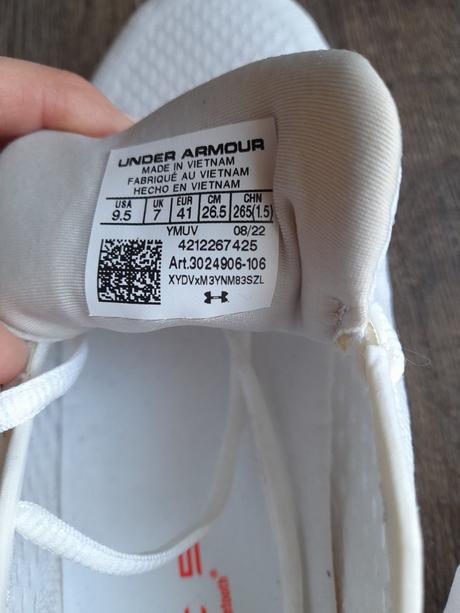 UNDER ARMOUR
MADE IN VIETNAM
FABRIQUÉ AU VIETNAM
HECHO EN VIETNAM
USA UK EUR CM CHN
9.5 7 41 26.5 265(1.5)
YMUV 08/22
4212267425
Art.3024906-106
XYDVxM3YNM83SZL